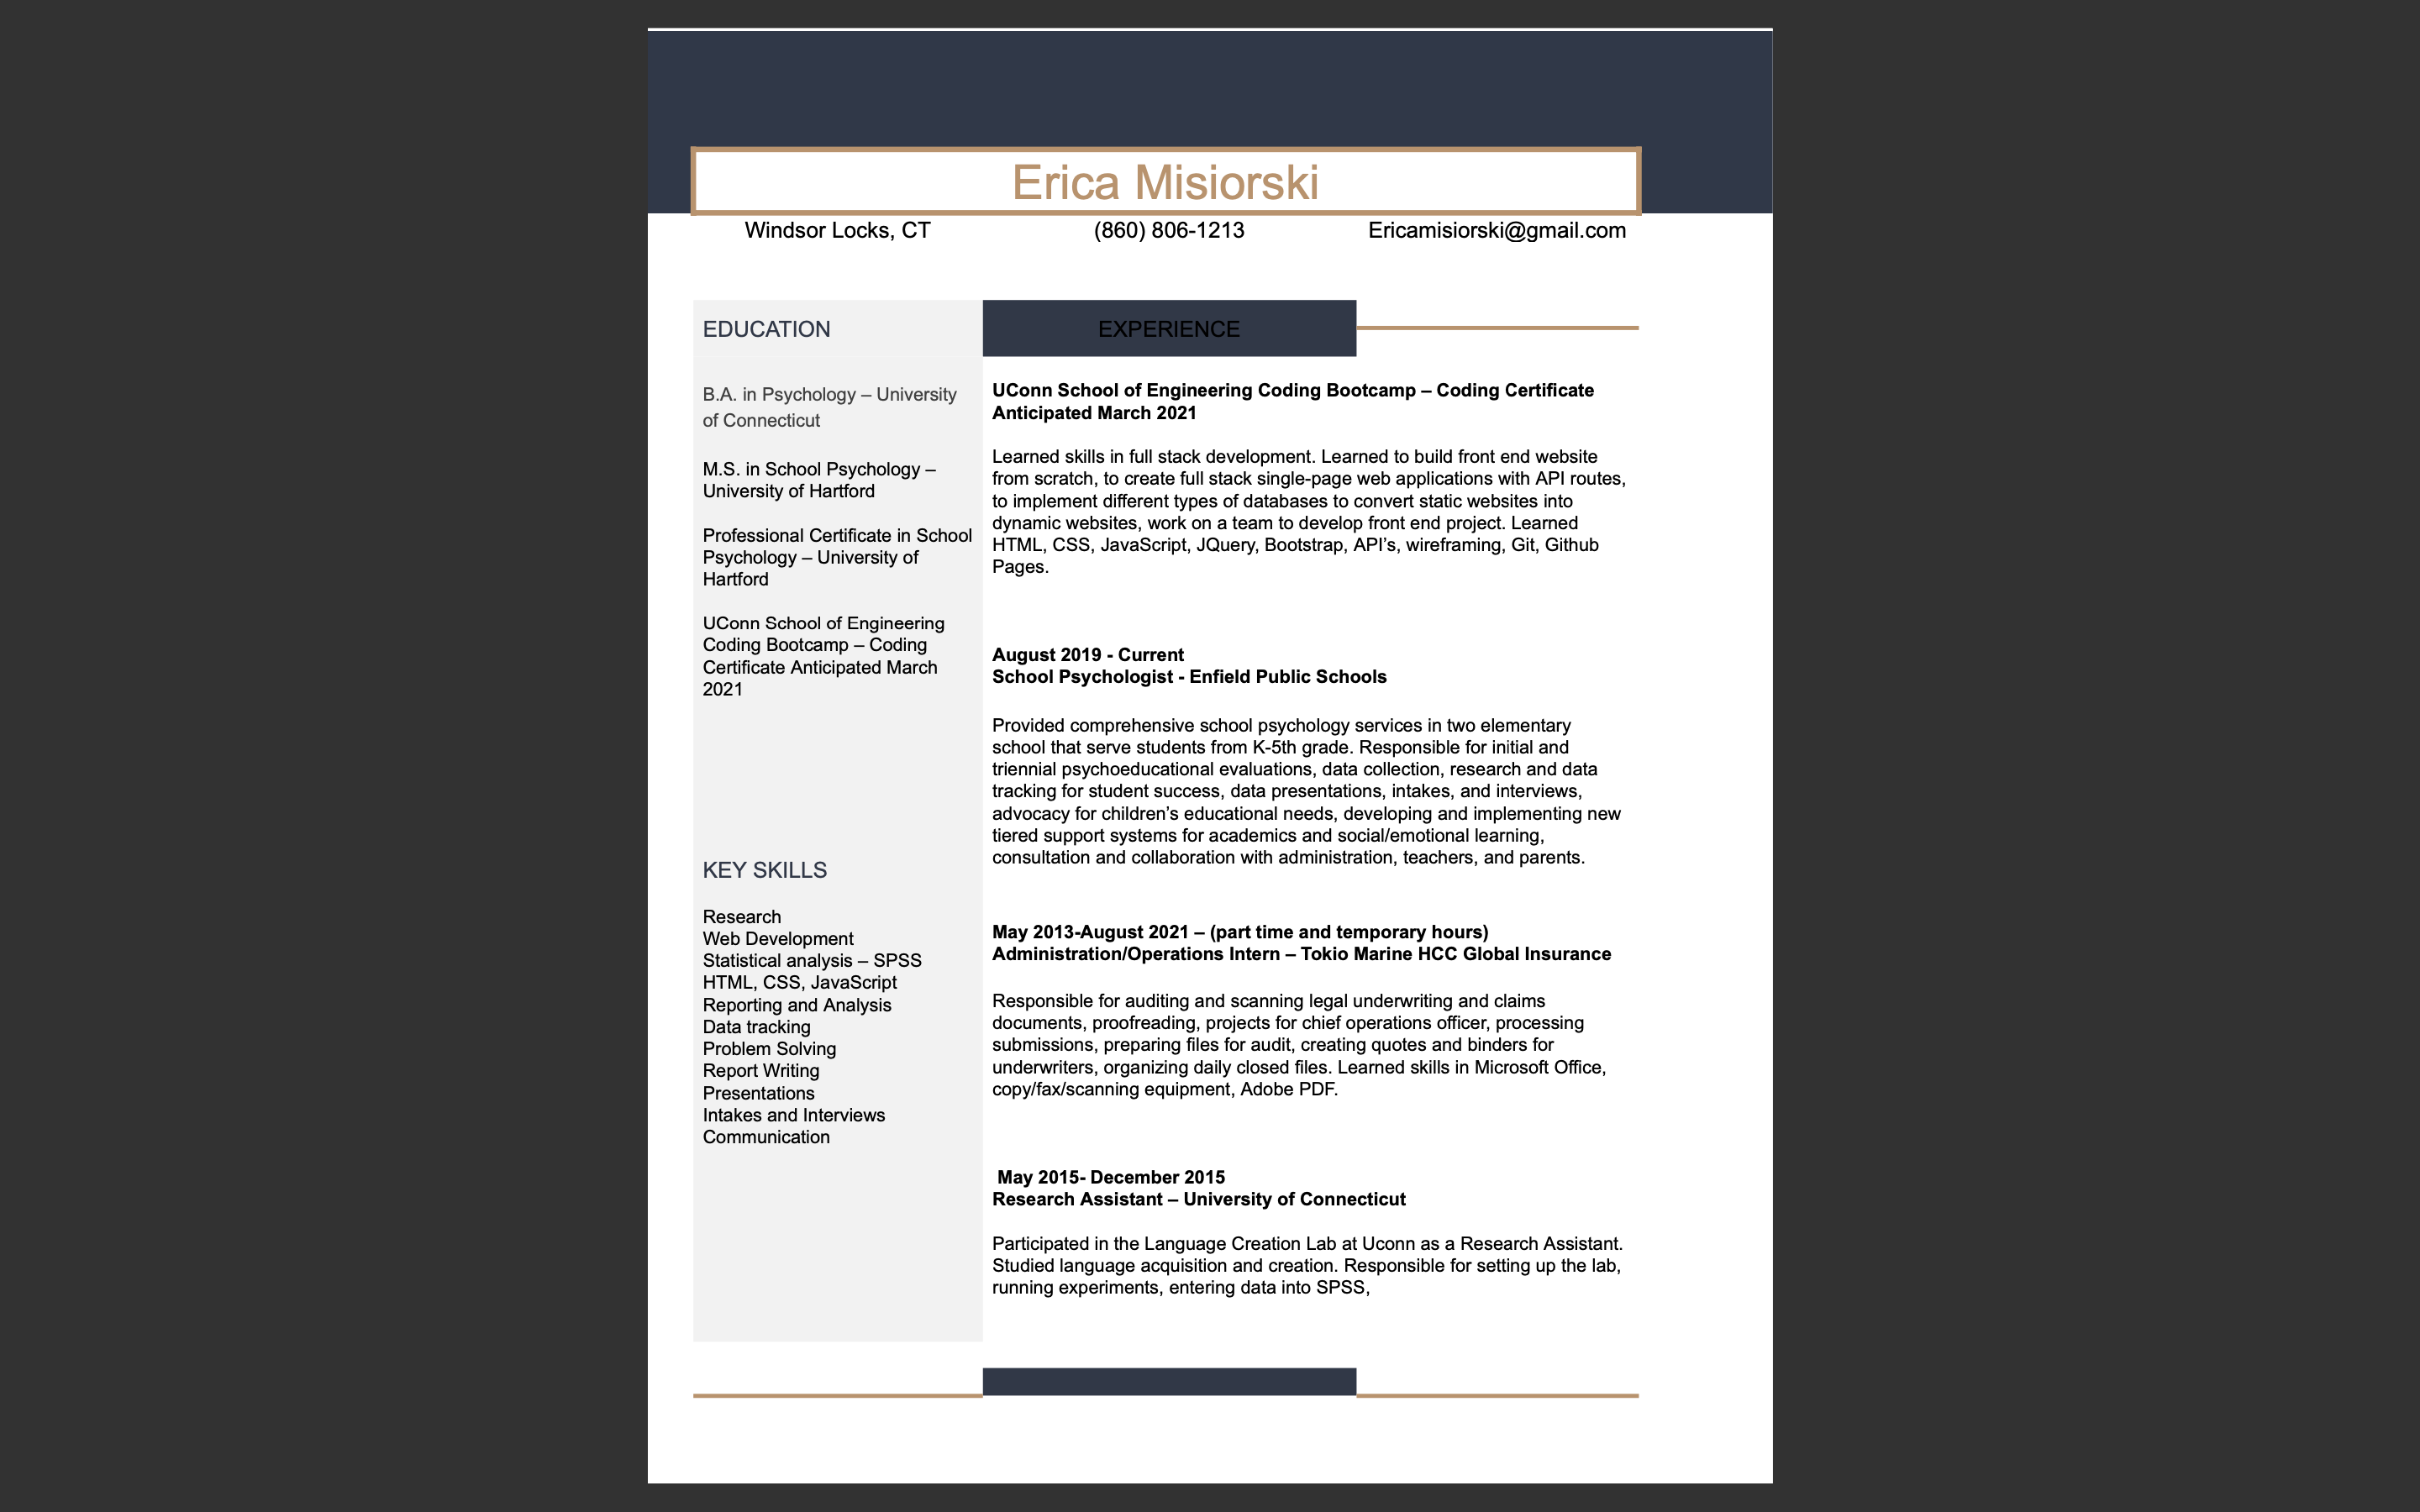 Erica Misiorski
Windsor Locks, CT
(860) 806-1213
Ericamisiorski@gmail.com
EDUCATION
B.A. in Psychology – University
of Connecticut
M.S. in School Psychology –
University of Hartford
Professional Certificate in School
Psychology – University of
Hartford
UConn School of Engineering
Coding Bootcamp – Coding
Certificate Anticipated March
2021
KEY SKILLS
Research
Web Development
Statistical analysis – SPSS
HTML, CSS, JavaScript
Reporting and Analysis
Data tracking
Problem Solving
Report Writing
Presentations
Intakes and Interviews
Communication
EXPERIENCE
UConn School of Engineering Coding Bootcamp – Coding Certificate
Anticipated March 2021
Learned skills in full stack development. Learned to build front end website
from scratch, to create full stack single-page web applications with API routes,
to implement different types of databases to convert static websites into
dynamic websites, work on a team to develop front end project. Learned
HTML, CSS, JavaScript, JQuery, Bootstrap, API’s, wireframing, Git, Github
Pages.
August 2019 - Current
School Psychologist - Enfield Public Schools
Provided comprehensive school psychology services in two elementary
school that serve students from K-5th grade. Responsible for initial and
triennial psychoeducational evaluations, data collection, research and data
tracking for student success, data presentations, intakes, and interviews,
advocacy for children’s educational needs, developing and implementing new
tiered support systems for academics and social/emotional learning,
consultation and collaboration with administration, teachers, and parents.
May 2013-August 2021 – (part time and temporary hours)
Administration/Operations Intern – Tokio Marine HCC Global Insurance
Responsible for auditing and scanning legal underwriting and claims
documents, proofreading, projects for chief operations officer, processing
submissions, preparing files for audit, creating quotes and binders for
underwriters, organizing daily closed files. Learned skills in Microsoft Office,
copy/fax/scanning equipment, Adobe PDF.
May 2015- December 2015
Research Assistant – University of Connecticut
Participated in the Language Creation Lab at Uconn as a Research Assistant.
Studied language acquisition and creation. Responsible for setting up the lab,
running experiments, entering data into SPSS,